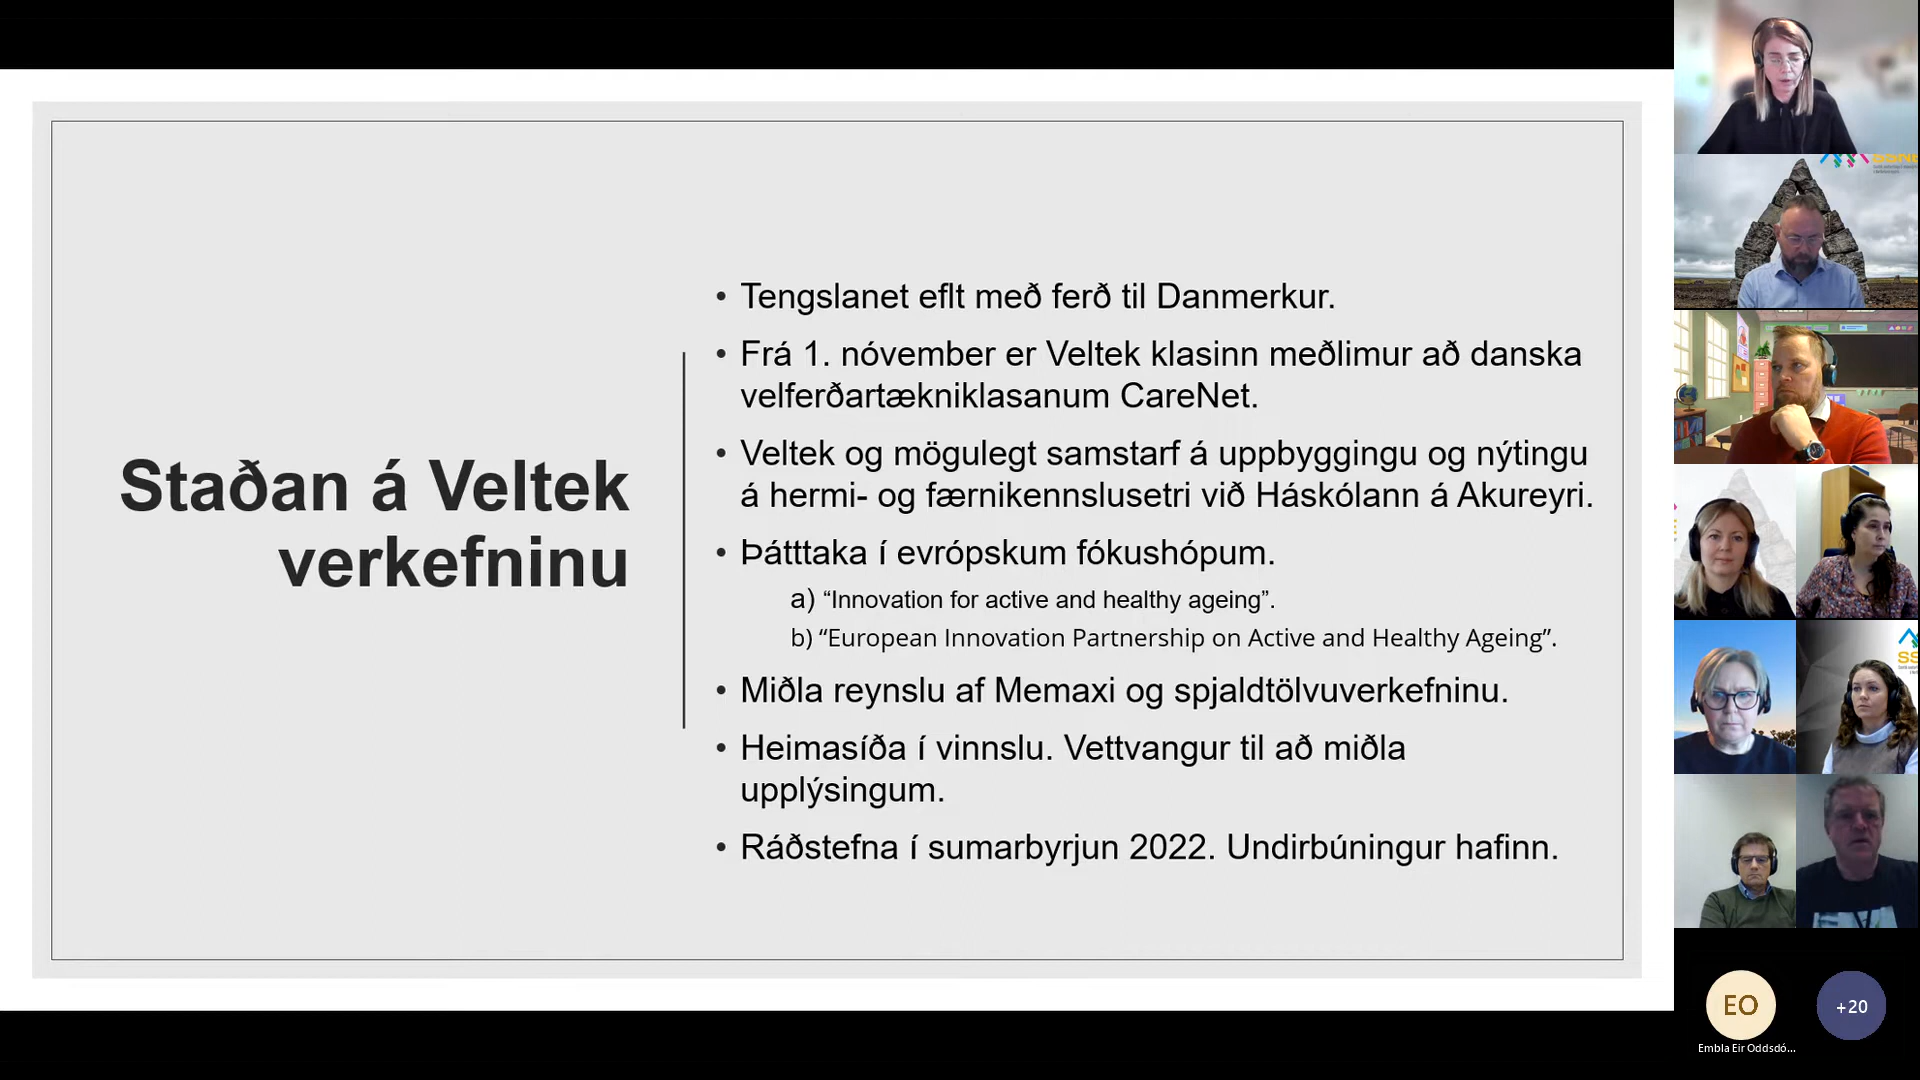 Staðan á Veltek
verkefninu
• Tengslanet eflt með ferð til Danmerkur.
• Frá 1. nóvember er Veltek klasinn meðlimur að danska
velferðartækniklasanum CareNet.
• Veltek og mögulegt samstarf á uppbyggingu og nýtingu
á hermi- og færnikennslusetri við Háskólann á Akureyri.
• Þátttaka í evrópskum fókushópum.
a) “Innovation for active and healthy ageing”.
b) “European Innovation Partnership on Active and Healthy Ageing”.
• Miðla reynslu af Memaxi og spjaldtölvuverkefninu.
• Heimasíða í vinnslu. Vettvangur til að miðla
upplýsingum.
• Ráðstefna í sumarbyrjun 2022. Undirbúningur hafinn.
EO
+20
Embla Eir Oddsdó...